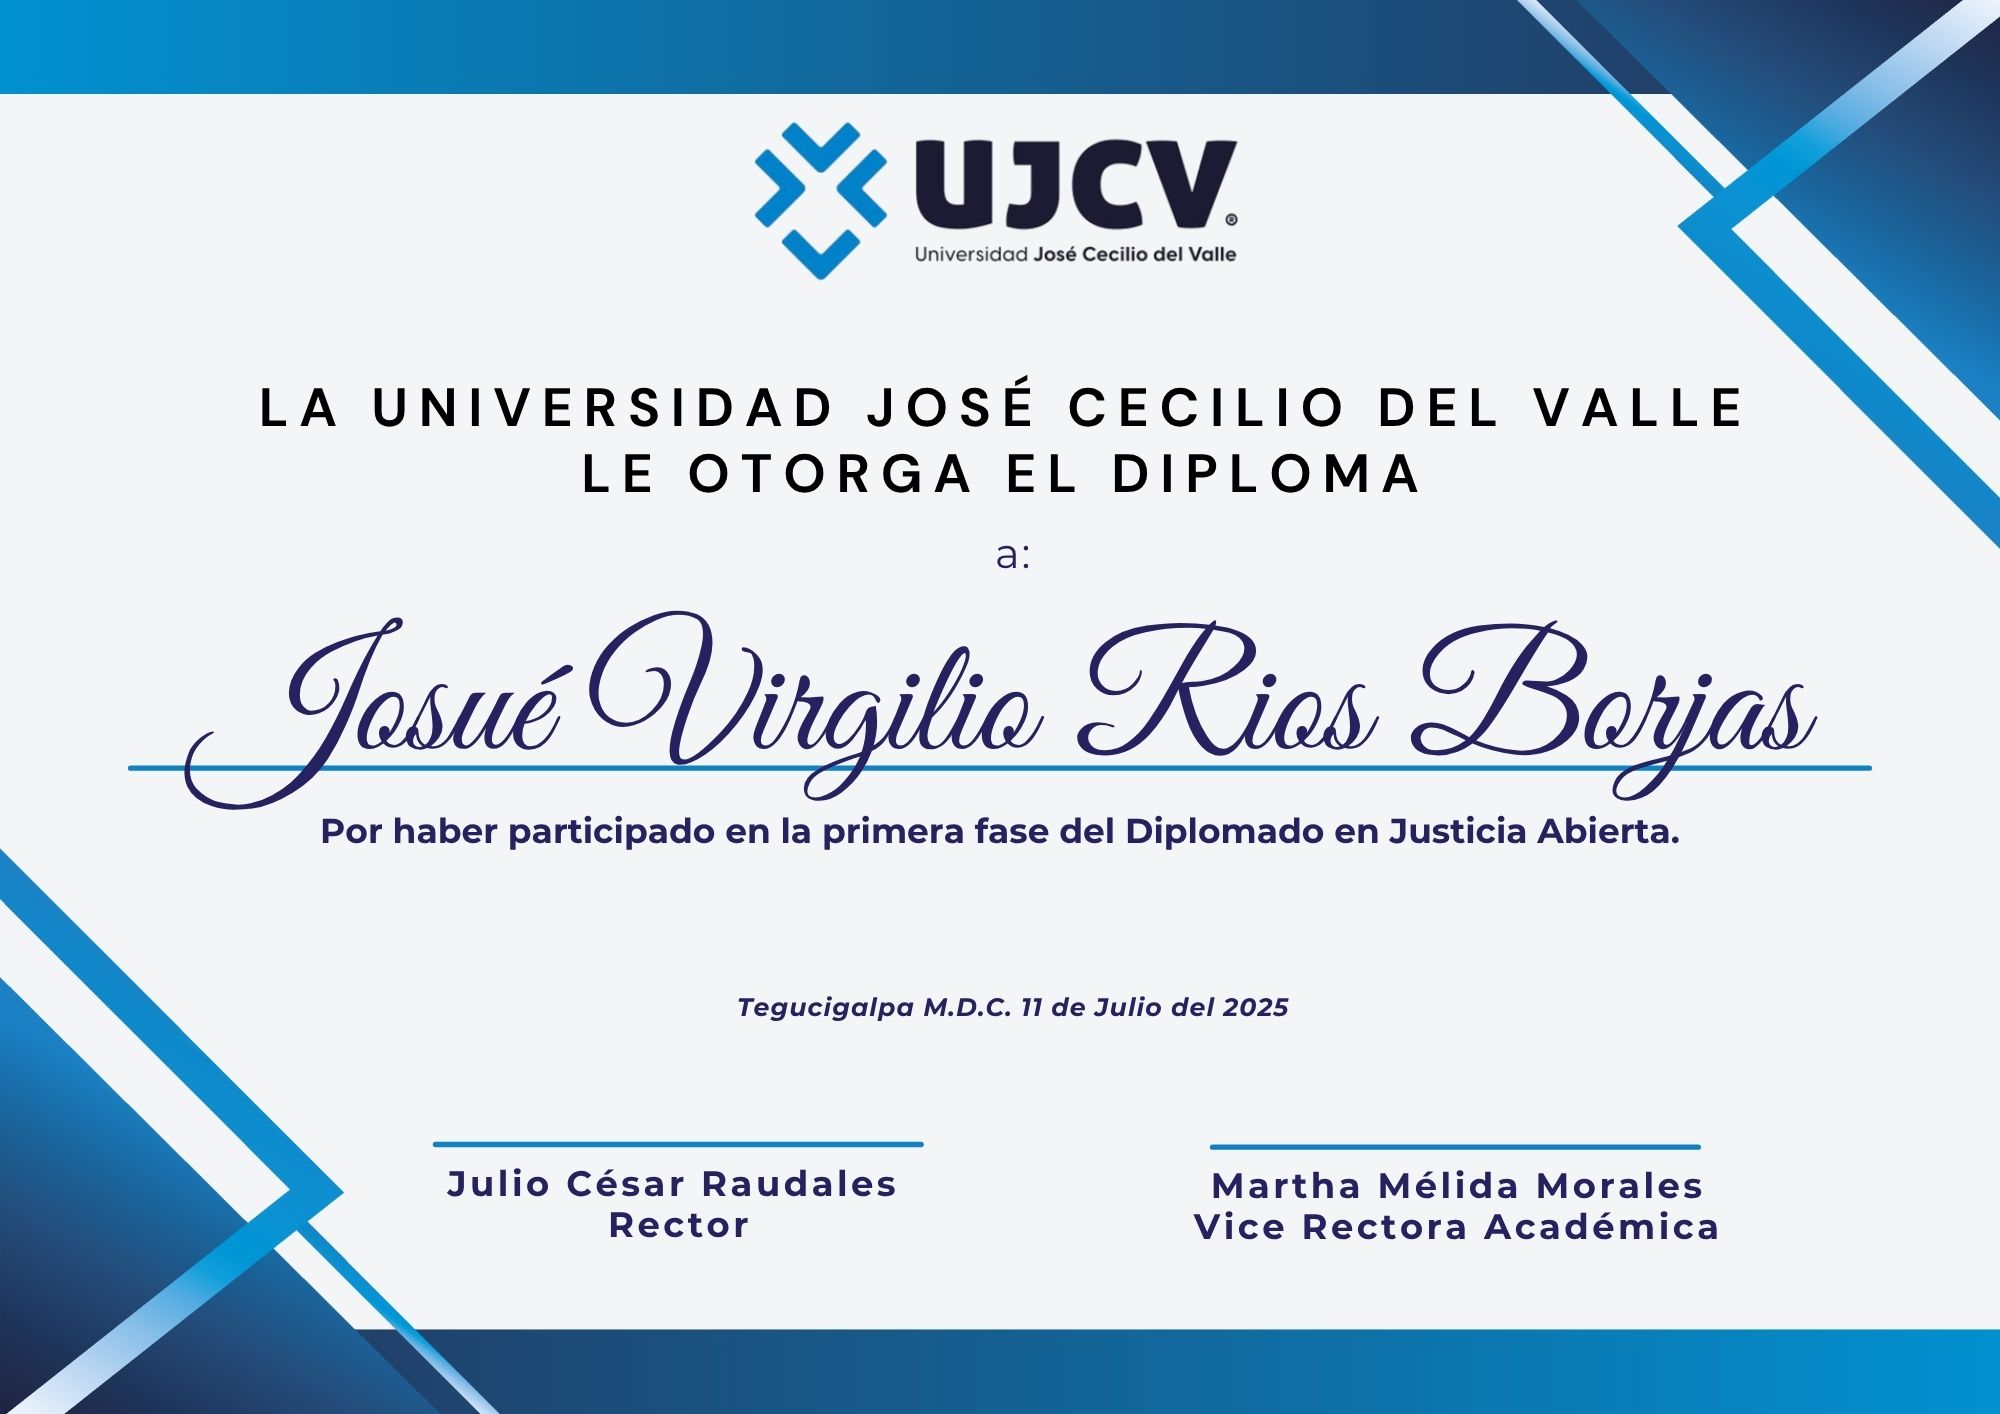 UJCV®
Universidad José Cecilio del Valle
LA UNIVERSIDAD JOSÉ CECILIO DEL VALLE
LE OTORGA EL DIPLOMA
a:
Josué Virgilio Rios Borjas
Por haber participado en la primera fase del Diplomado en Justicia Abierta.
Tegucigalpa M.D.C. 11 de Julio del 2025
Julio César Raudales
Rector
Martha Mélida Morales
Vice Rectora Académica